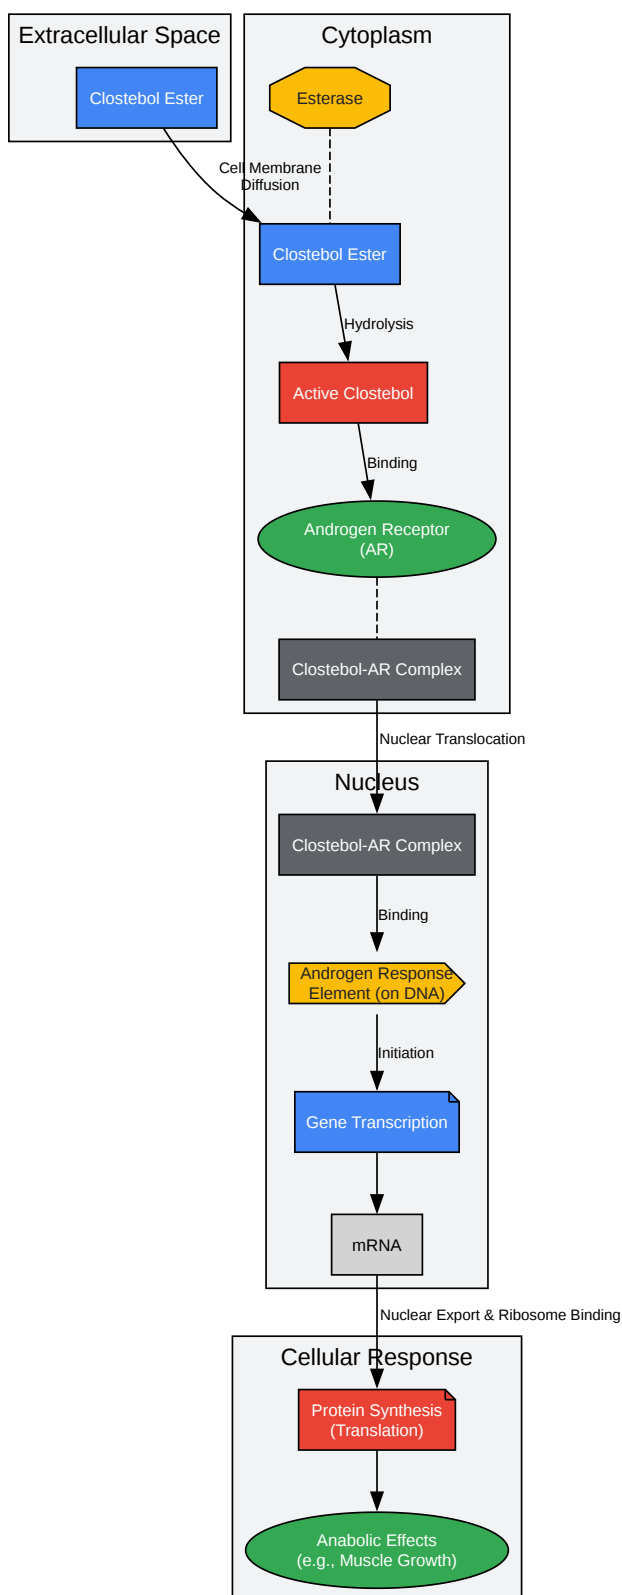 Extracellular Space
Cytoplasm
Clostebol Ester
Esterase
Cell Membrane
Diffusion
Clostebol Ester
Hydrolysis
Active Clostebol
Binding
Androgen Receptor
(AR)
Clostebol-AR Complex
Nuclear Translocation
Nucleus
Clostebol-AR Complex
Binding
Androgen Response
Element (on DNA)
Initiation
Gene Transcription
mRNA
Nuclear Export & Ribosome Binding
Cellular Response
Protein Synthesis
(Translation)
Anabolic Effects
(e.g., Muscle Growth)